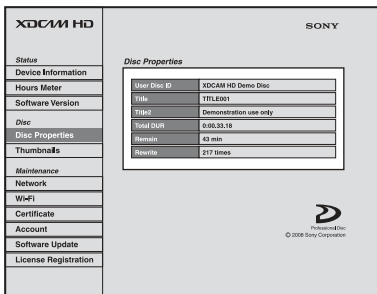 XDCAM HD
SONY
Status
Device Information
Hours Meter
Software Version
Disc
Disc Properties
Thumbnails
Maintenance
Network
Wi-Fi
Certificate
Account
Software Update
License Registration
Disc Properties
User Disc ID XDCAM HD Demo Disc
Title TITLE001
Title2 Demonstration use only
Total DUR 0:00.33.18
Remain 43 min
Rewrite 217 times
Professional Disc
© 2008 Sony Corporation